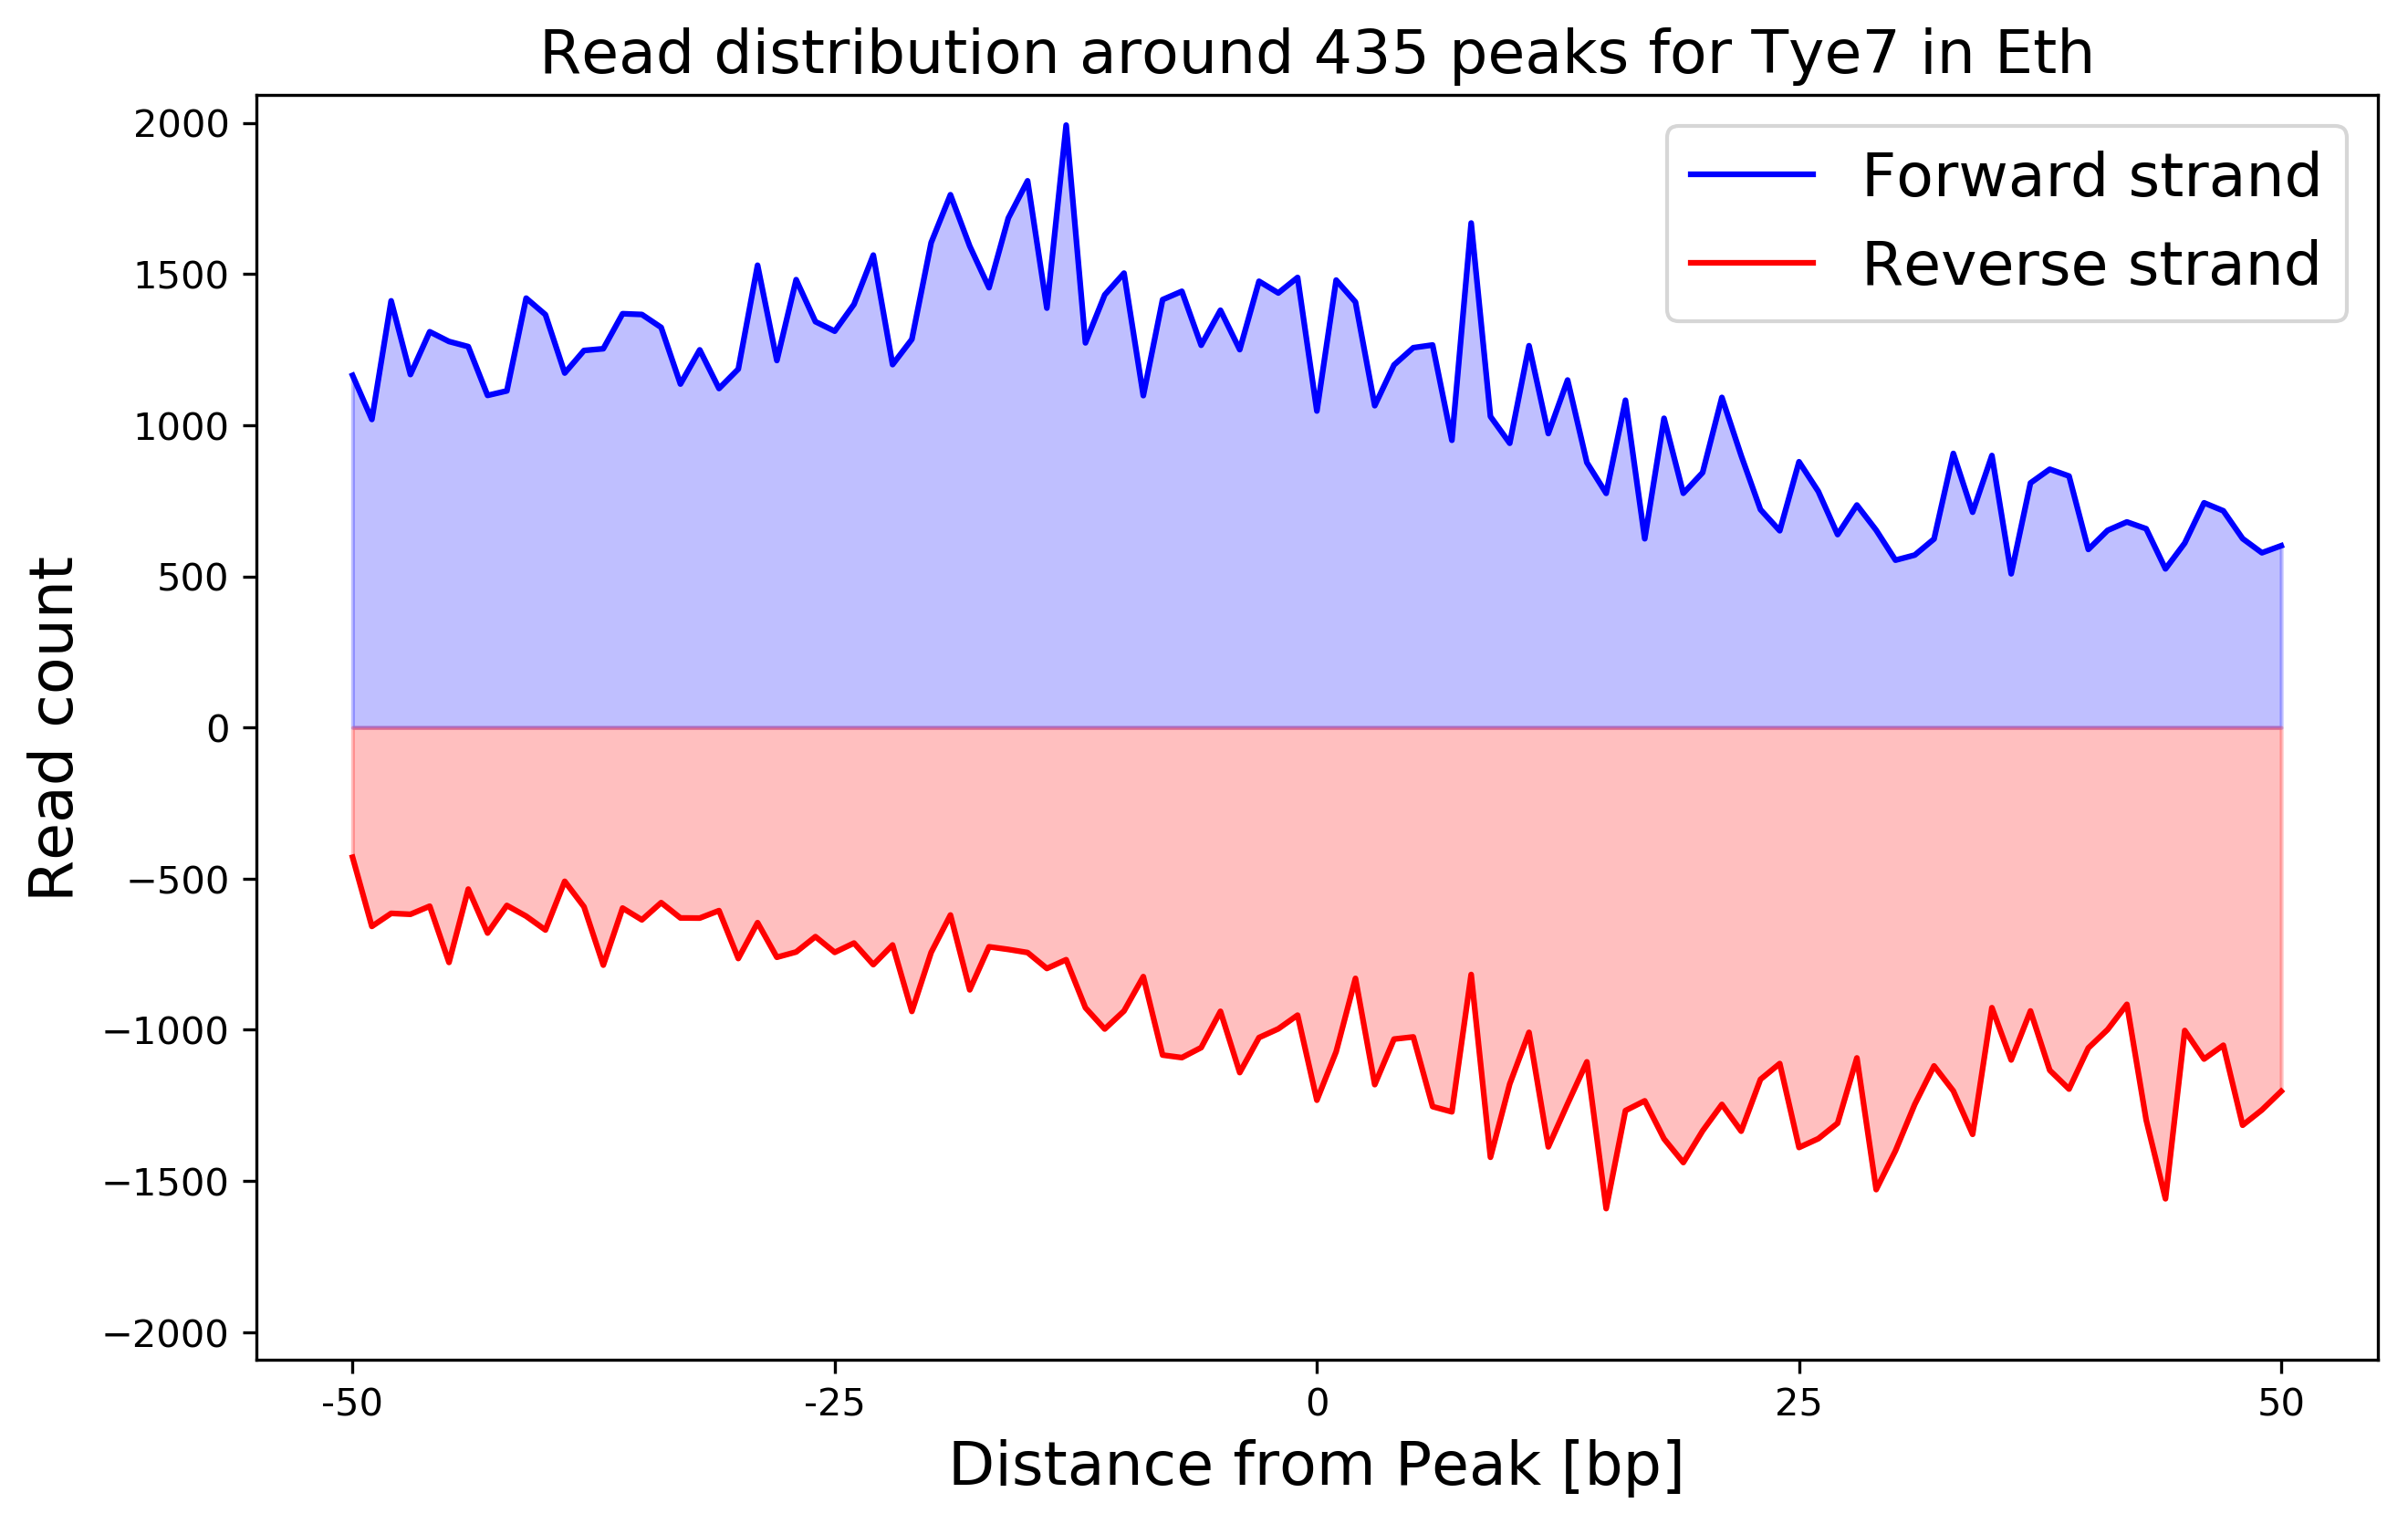 Read distribution around 435 peaks for Tye7 in Eth
Forward strand
Reverse strand
Read count
2000
1500
1000
500
0
−500
−1000
−1500
−2000
-50
-25
0
25
50
Distance from Peak [bp]